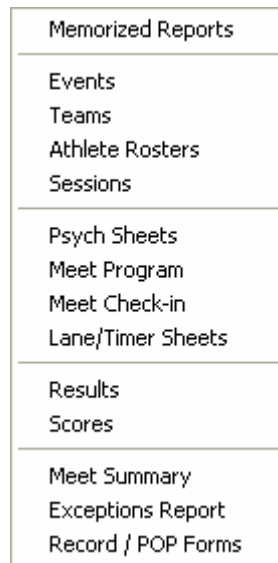 Memorized Reports
Events
Teams
Athlete Rosters
Sessions
Psych Sheets
Meet Program
Meet Check-in
Lane/Timer Sheets
Results
Scores
Meet Summary
Exceptions Report
Record / POP Forms